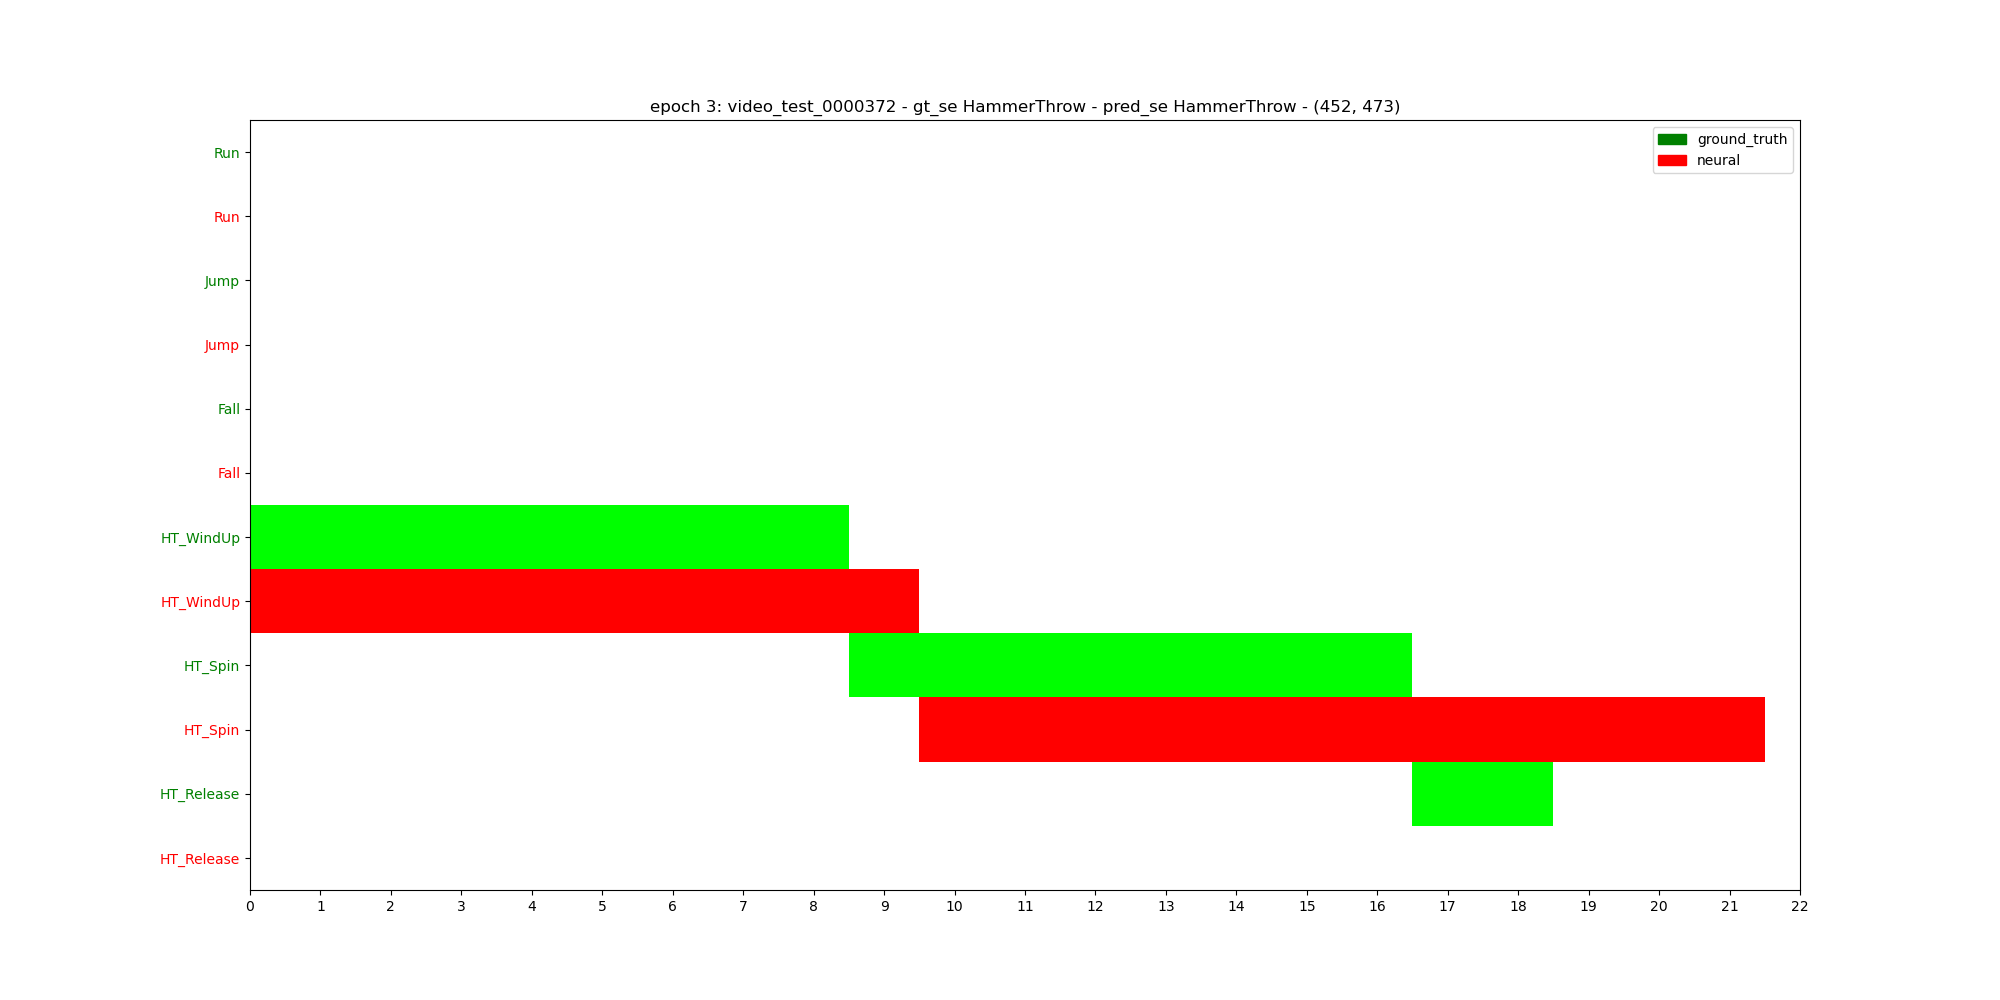 epoch 3: video_test_0000372 - gt_se HammerThrow - pred_se HammerThrow - (452, 473)
ground_truth
neural
Run
Run
Jump
Jump
Fall
Fall
HT_WindUp
HT_WindUp
HT_Spin
HT_Spin
HT_Release
HT_Release
0 1 2 3 4 5 6 7 8 9 10 11 12 13 14 15 16 17 18 19 20 21 22